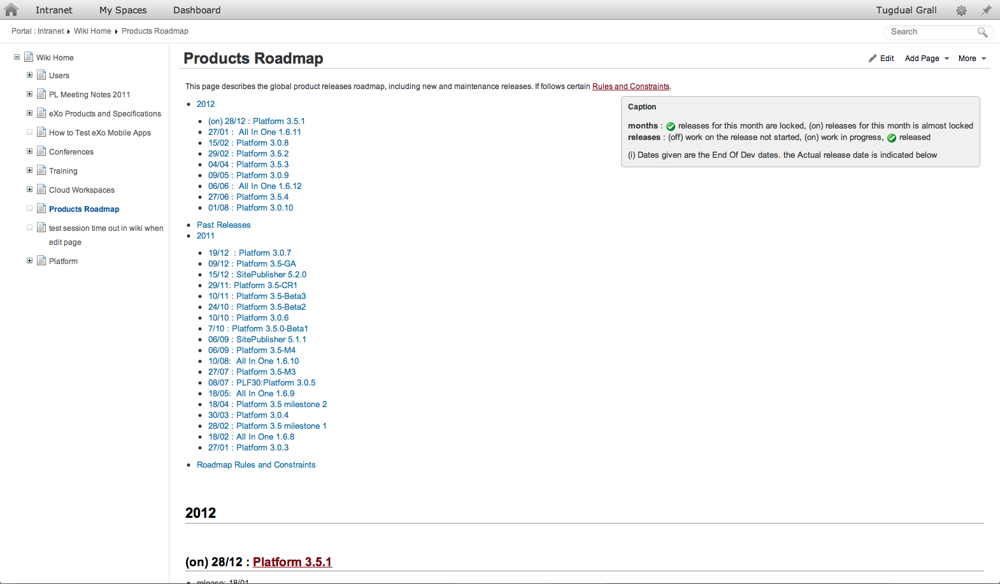 Intranet My Spaces Dashboard Tugdual Grall
Portal : Intranet Wiki Home Products Roadmap Search
Wiki Home
Users
PL Meeting Notes 2011
eXo Products and Specifications
How to Test eXo Mobile Apps
Conferences
Training
Cloud Workspaces
Products Roadmap
test session time out in wiki when
edit page
Platform
Products Roadmap
Edit Add Page More
This page describes the global product releases roadmap, including new and maintenance releases. If follows certain Rules and Constraints.
2012
(on) 28/12 : Platform 3.5.1
27/01 : All In One 1.6.11
15/02 : Platform 3.0.8
29/02 : Platform 3.5.2
04/04 : Platform 3.5.3
09/05 : Platform 3.0.9
06/06 : All In One 1.6.12
27/06 : Platform 3.5.4
01/08 : Platform 3.0.10
Past Releases
2011
19/12 : Platform 3.0.7
09/12 : Platform 3.5-GA
15/12 : SitePublisher 5.2.0
29/11: Platform 3.5-CR1
10/11 : Platform 3.5-Beta3
24/10 : Platform 3.5-Beta2
10/10 : Platform 3.0.6
7/10 : Platform 3.5.0-Beta1
06/09 : SitePublisher 5.1.1
06/09 : Platform 3.5-M4
10/08: All In One 1.6.10
27/07 : Platform 3.5-M3
08/07 : PLF30:Platform 3.0.5
18/05: All In One 1.6.9
18/04 : Platform 3.5 milestone 2
30/03 : Platform 3.0.4
28/02 : Platform 3.5 milestone 1
18/02 : All In One 1.6.8
27/01 : Platform 3.0.3
Roadmap Rules and Constraints
Caption
months : releases for this month are locked, (on) releases for this month is almost locked
releases : (off) work on the release not started, (on) work in progress, released
(i) Dates given are the End Of Dev dates. the Actual release date is indicated below
2012
(on) 28/12 : Platform 3.5.1
release: 18/01